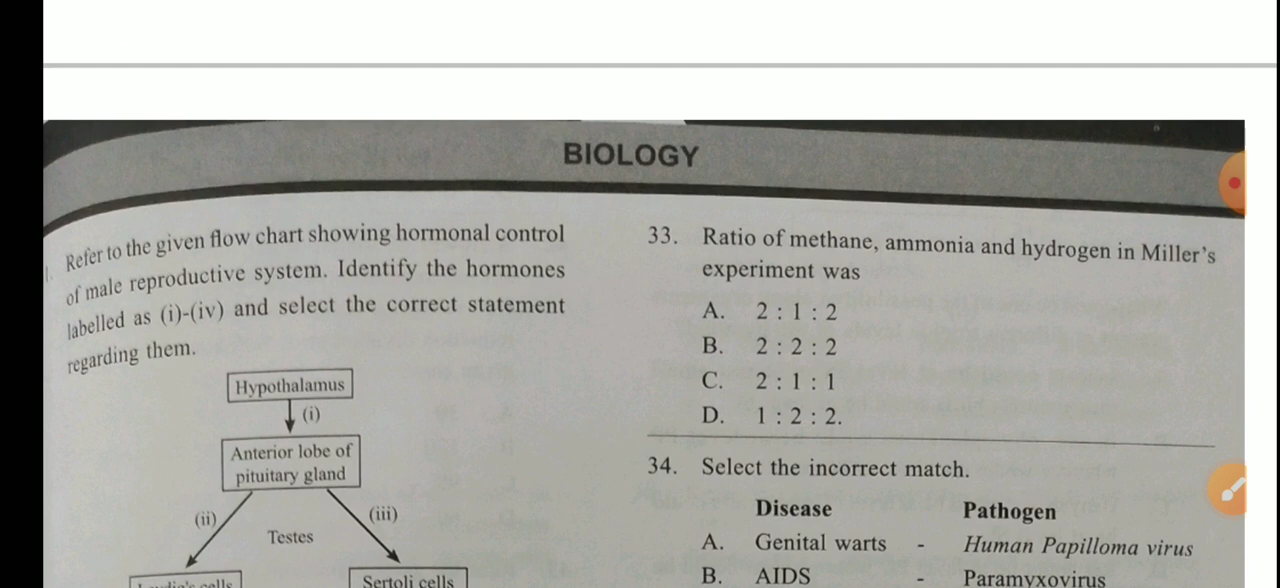 BIOLOGY
Refer to the given flow chart showing hormonal control
of male reproductive system. Identify the hormones
labelled as (i)-(iv) and select the correct statement
regarding them.
Hypothalamus
(i)
Anterior lobe of
pituitary gland
(ii)
(iii)
Testes
Leydig's cells
Sertoli cells
33. Ratio of methane, ammonia and hydrogen in Miller's
experiment was
A. 2 : 1 : 2
B. 2 : 2 : 2
C. 2 : 1 : 1
D. 1 : 2 : 2.
34. Select the incorrect match.
Disease Pathogen
A. Genital warts - Human Papilloma virus
B. AIDS - Paramyxovirus